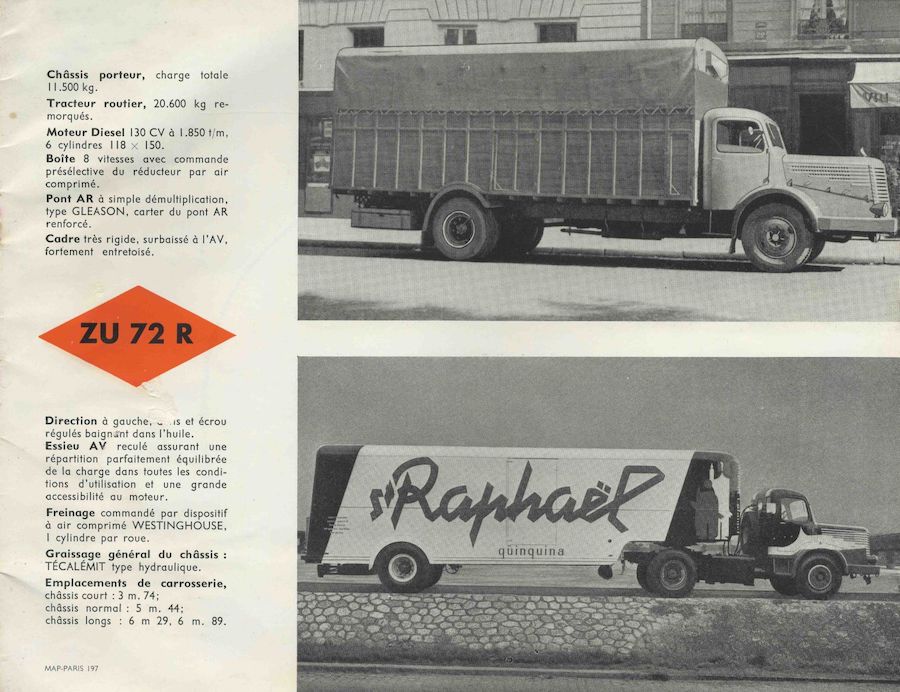 Châssis porteur, charge totale
11.500 kg.
Tracteur routier, 20.600 kg re-
morqués.
Moteur Diesel 130 CV à 1.850 t/m,
6 cylindres 118 × 150.
Boîte 8 vitesses avec commande
présélective du réducteur par air
comprimé.
Pont AR à simple démultiplication,
type GLEASON, carter du pont AR
renforcé.
Cadre très rigide, surbaissé à l'AV,
fortement entretoisé.
ZU 72 R
Direction à gauche, et écrou
régulés baignant dans l'huile.
Essieu AV reculé assurant une
répartition parfaitement équilibrée
de la charge dans toutes les condi-
tions d'utilisation et une grande
accessibilité au moteur.
Freinage commandé par dispositif
à air comprimé WESTINGHOUSE,
1 cylindre par roue.
Graissage général du châssis :
TÉCALÉMIT type hydraulique.
Emplacements de carrosserie,
châssis court : 3 m. 74;
châssis normal : 5 m. 44;
châssis longs : 6 m 29, 6 m. 89.
MAP-PARIS 197
St Raphaël
quinquina